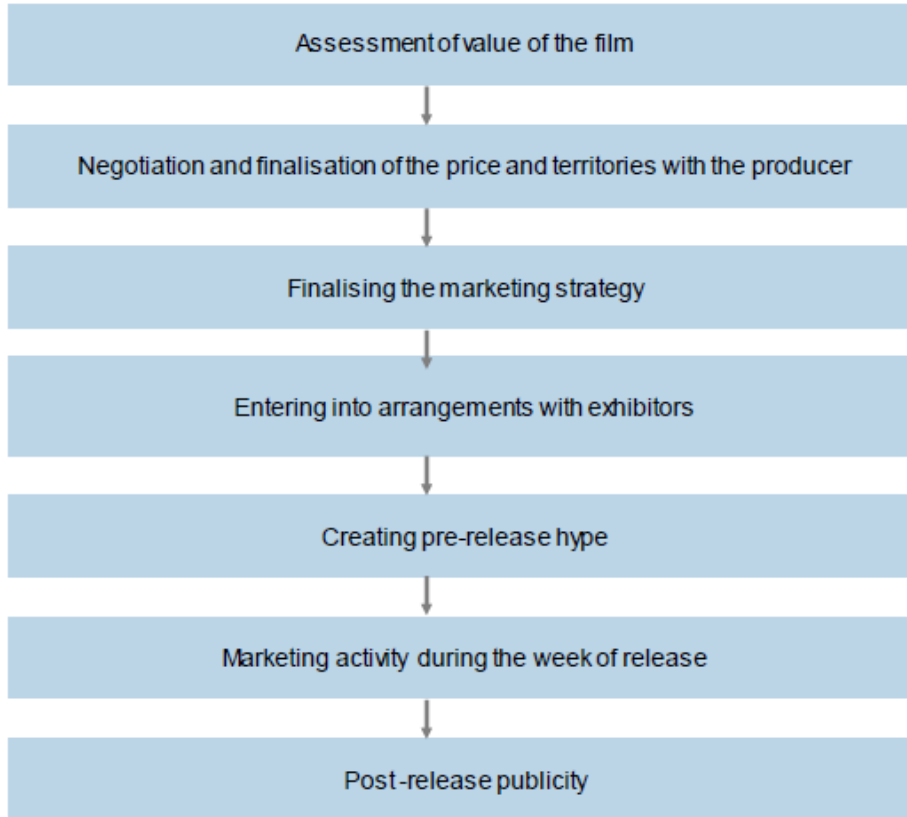 Assessment of value of the film
Negotiation and finalisation of the price and territories with the producer
Finalising the marketing strategy
Entering into arrangements with exhibitors
Creating pre-release hype
Marketing activity during the week of release
Post-release publicity